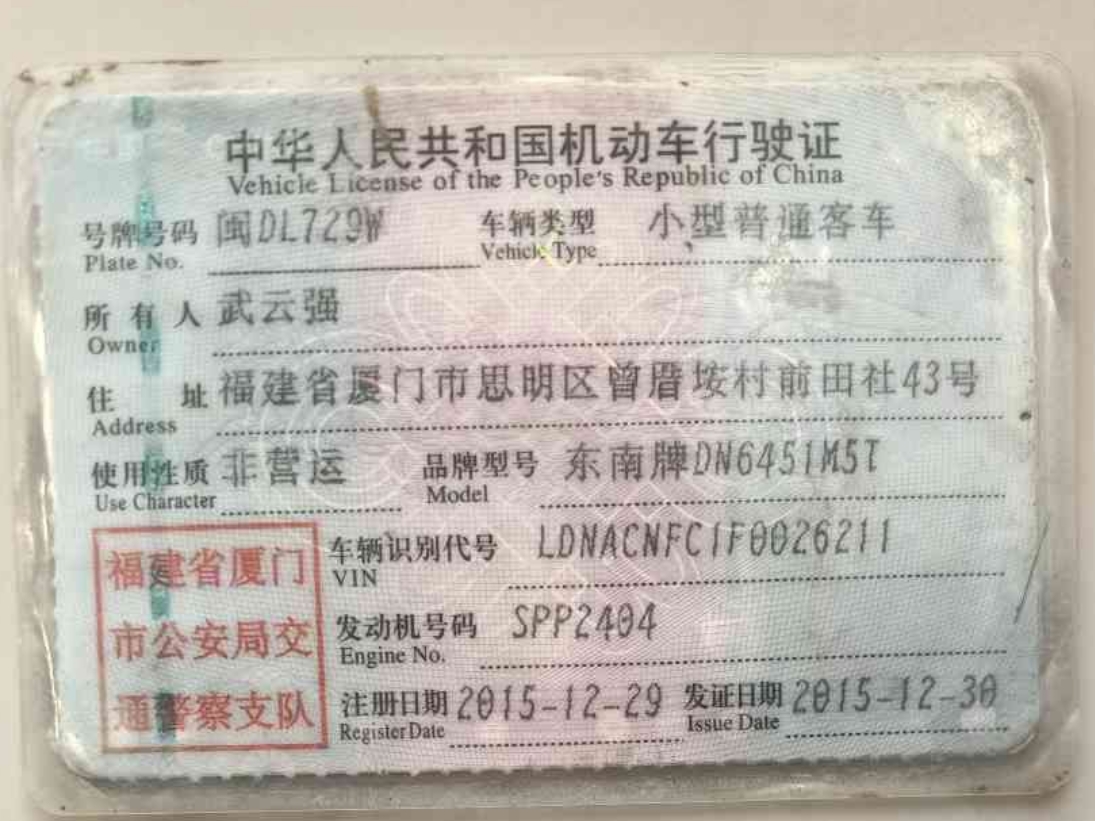 中华人民共和国机动车行驶证
Vehicle License of the People's Republic of China
号牌号码 闽DL729W 车辆类型 小型普通客车
Plate No. Vehicle Type
所有人 武云强
Owner
住址 福建省厦门市思明区曾厝垵村前田社43号
Address
使用性质 非营运 品牌型号 东南牌DN6451M5T
Use Character Model
车辆识别代号 LDNACNFC1F0026211
VIN
发动机号码 SPP2404
Engine No.
注册日期 2015-12-29 发证日期 2015-12-30
Register Date Issue Date
福建省厦门
市公安局交
通警察支队